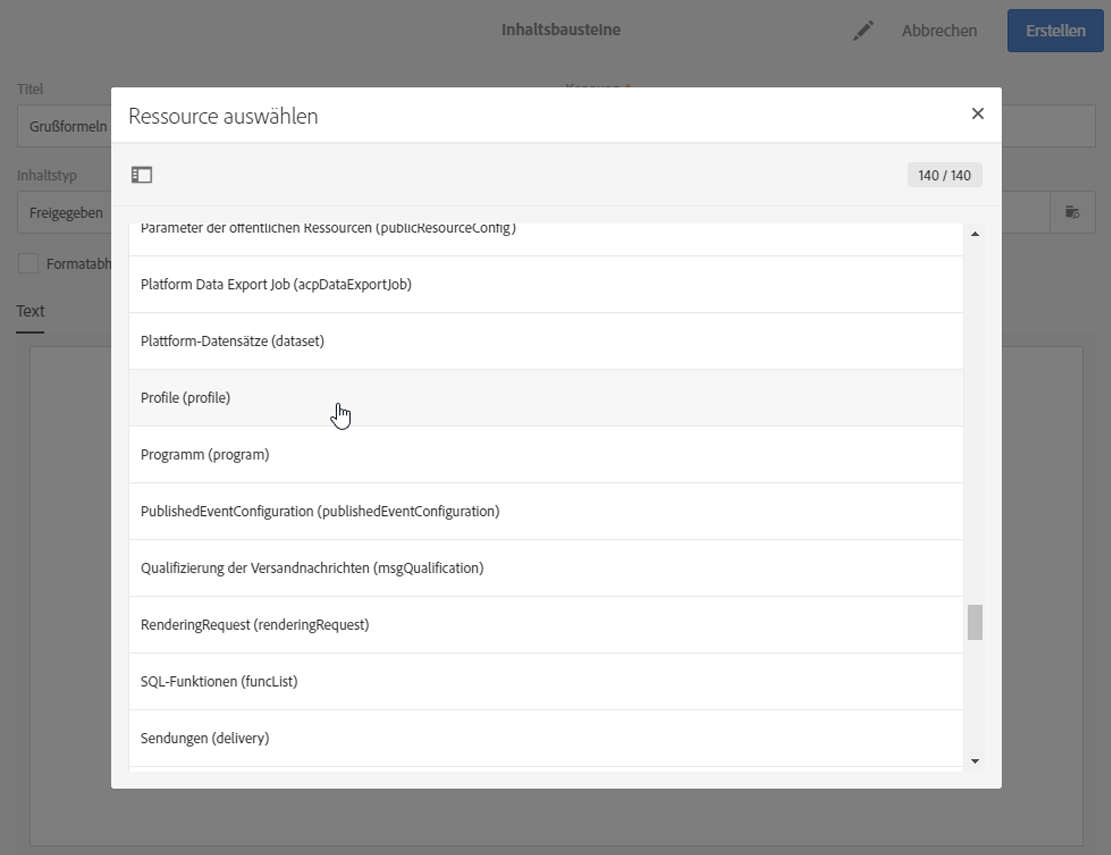 Inhaltsbausteine
Abbrechen
Erstellen
Titel
Grußformeln
Ressource auswählen
140 / 140
Inhaltstyp
Freigegeben
Parameter der öffentlichen Ressourcen (publicResourceConfig)
Formatabh
Platform Data Export Job (acpDataExportJob)
Text
Plattform-Datensätze (dataset)
Profile (profile)
Programm (program)
PublishedEventConfiguration (publishedEventConfiguration)
Qualifizierung der Versandnachrichten (msgQualification)
RenderingRequest (renderingRequest)
SQL-Funktionen (funcList)
Sendungen (delivery)